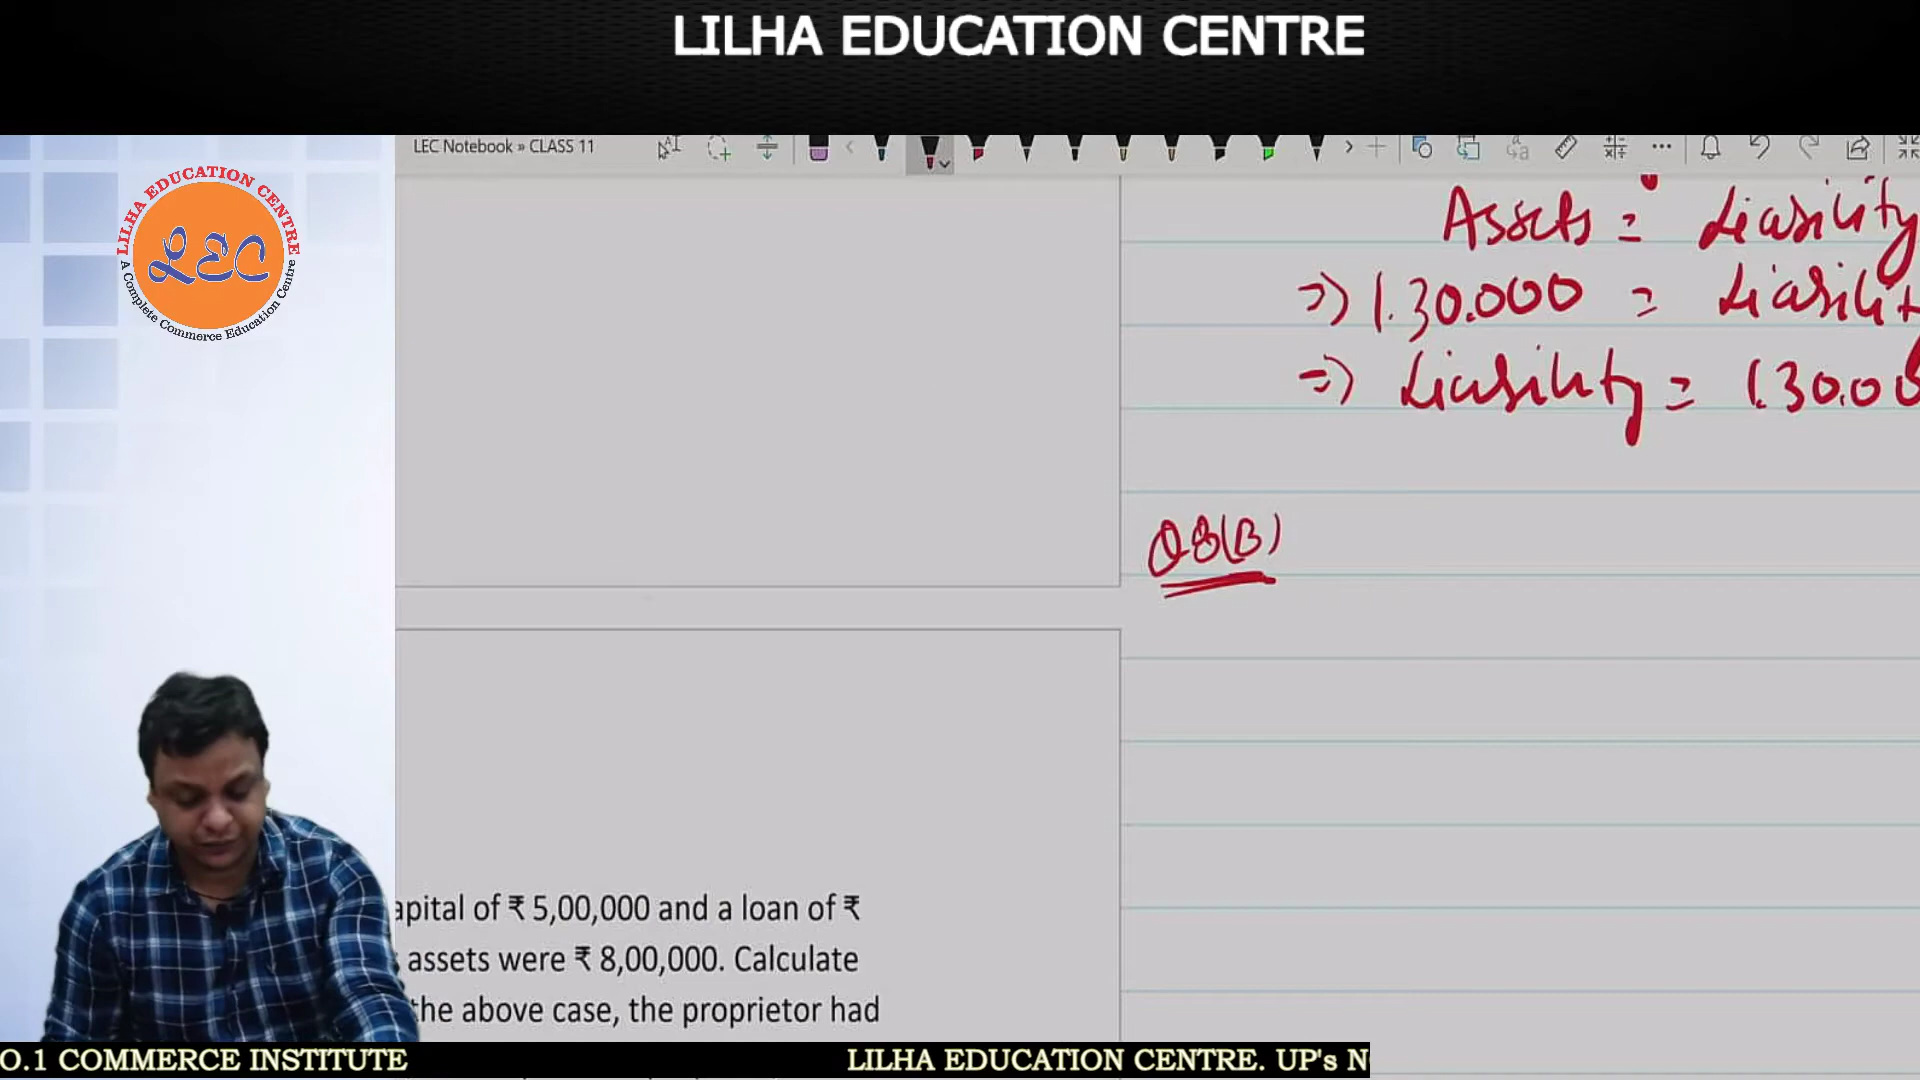 LILHA EDUCATION CENTRE
LEC Notebook » CLASS 11
LILHA EDUCATION CENTRE
LEC
A Complete Commerce Education Centre
Assets = Liability
=) 1.30.000 = Liabilit
=) Liability = 1.30.00
Q8(B)
apital of ₹ 5,00,000 and a loan of ₹
assets were ₹ 8,00,000. Calculate
the above case, the proprietor had
O.1 COMMERCE INSTITUTE LILHA EDUCATION CENTRE. UP's N